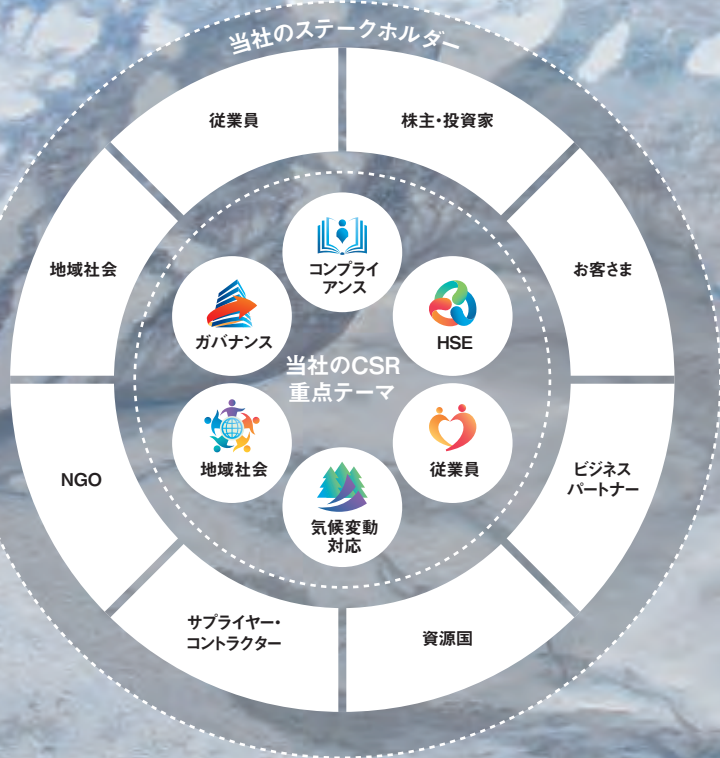 当社のステークホルダー
従業員
株主・投資家
地域社会
お客さま
コンプライ
アンス
ガバナンス
HSE
当社のCSR
重点テーマ
地域社会
従業員
気候変動
対応
NGO
ビジネス
パートナー
サプライヤー・
コントラクター
資源国